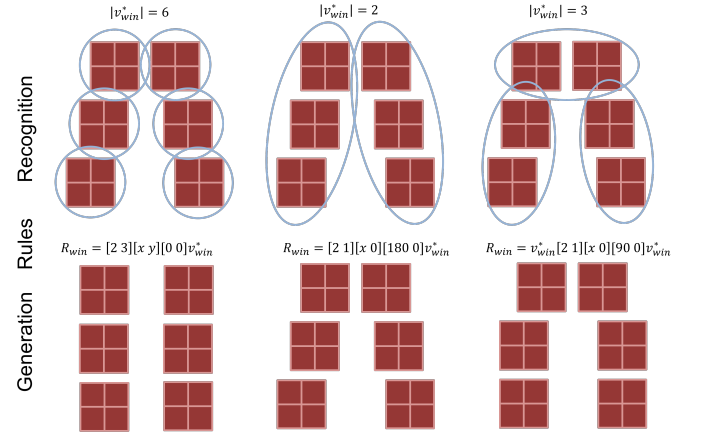 |v*win| = 6
|v*win| = 2
|v*win| = 3
Recognition
Rules
Rwin = [2 3][x y][0 0]v*win
Rwin = [2 1][x 0][180 0]v*win
Rwin = v*win[2 1][x 0][90 0]v*win
Generation